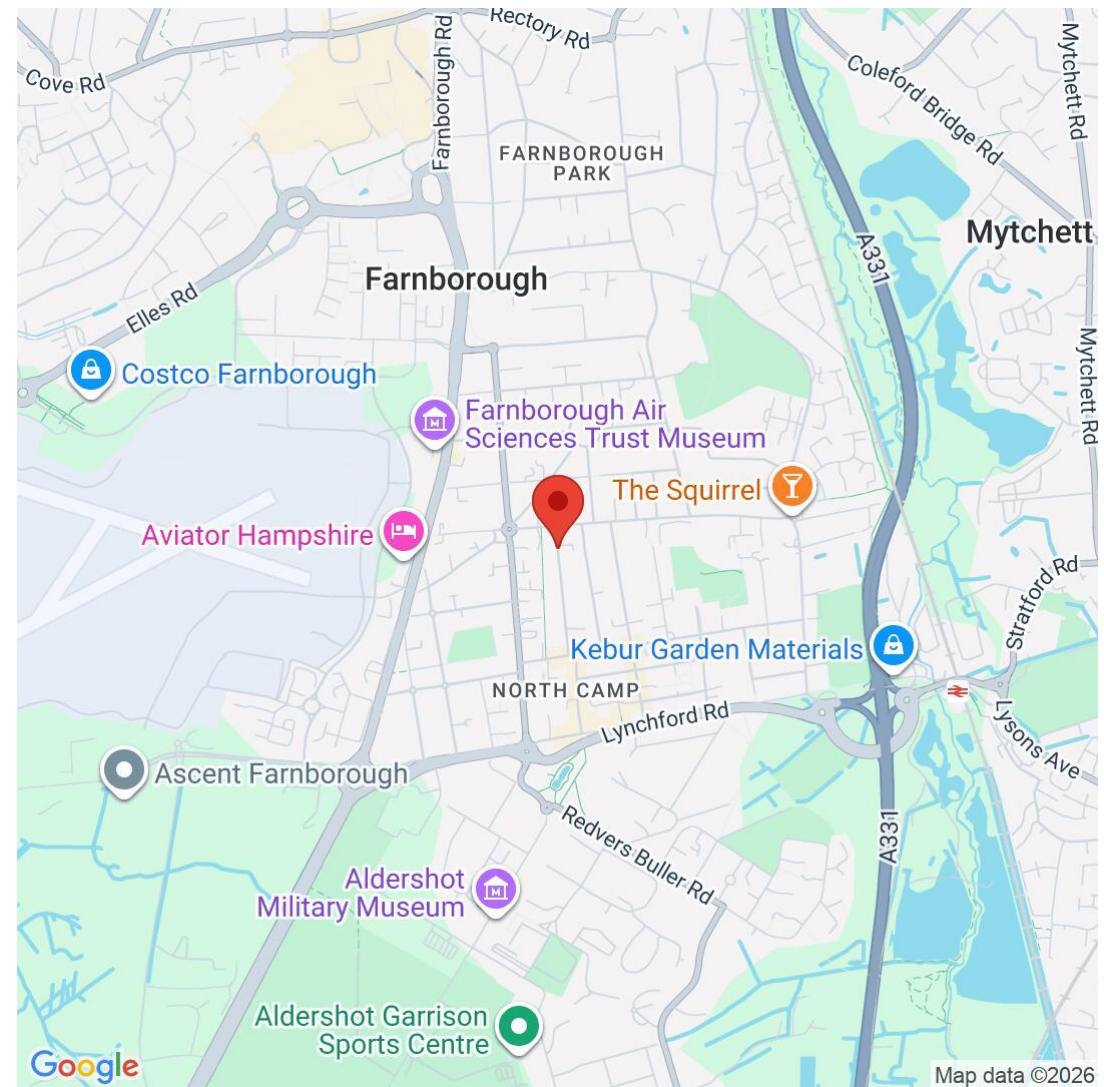 Rectory Rd
Cove Rd
Farnborough Rd
Coleford Bridge Rd
Mytchett Rd
FARNBOROUGH
PARK
Mytchett
A331
Farnborough
Elles Rd
Costco Farnborough
Mytchett Rd
Farnborough Air
Sciences Trust Museum
The Squirrel
Aviator Hampshire
Stratford Rd
Kebur Garden Materials
NORTH CAMP
Lynchford Rd
Lysons Ave
Ascent Farnborough
Redvers Buller Rd
A331
Aldershot
Military Museum
Aldershot Garrison
Sports Centre
Google
Map data ©2026